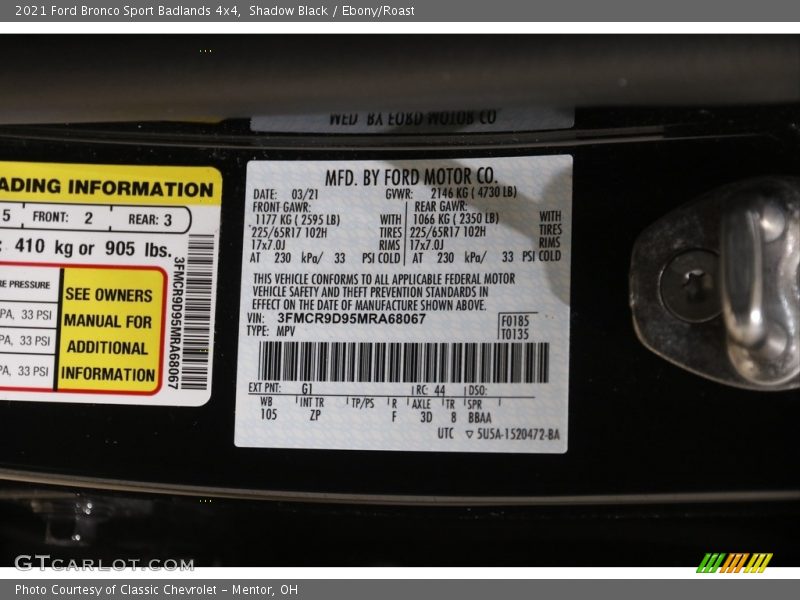 2021 Ford Bronco Sport Badlands 4x4,  Shadow Black / Ebony/Roast
WED  BY FORD MOTOR CO
ADING INFORMATION
5 FRONT: 2 REAR: 3
: 410 kg or 905 lbs.
RE PRESSURE
PA, 33 PSI
PA, 33 PSI
PA, 33 PSI
SEE OWNERS
MANUAL FOR
ADDITIONAL
INFORMATION
3FMCR9D95MRA68067
MFD. BY FORD MOTOR CO.
DATE: 03/21 GVWR: 2146 KG ( 4730 LB)
FRONT GAWR: REAR GAWR:
1177 KG ( 2595 LB) WITH 1066 KG ( 2350 LB) WITH
225/65R17 102H TIRES 225/65R17 102H TIRES
17x7.0J RIMS 17x7.0J RIMS
AT 230 kPa/ 33 PSI COLD AT 230 kPa/ 33 PSI COLD
THIS VEHICLE CONFORMS TO ALL APPLICABLE FEDERAL MOTOR
VEHICLE SAFETY AND THEFT PREVENTION STANDARDS IN
EFFECT ON THE DATE OF MANUFACTURE SHOWN ABOVE.
VIN: 3FMCR9D95MRA68067 F0185
TYPE: MPV T0135
EXT PNT: G1 RC: 44 DSO:
WB INT TR TP/PS R AXLE TR SPR
105 ZP F 3D 8 BBAA
UTC ▽ 5U5A-1520472-BA
GTCARLOT.COM
Photo Courtesy of Classic Chevrolet - Mentor, OH